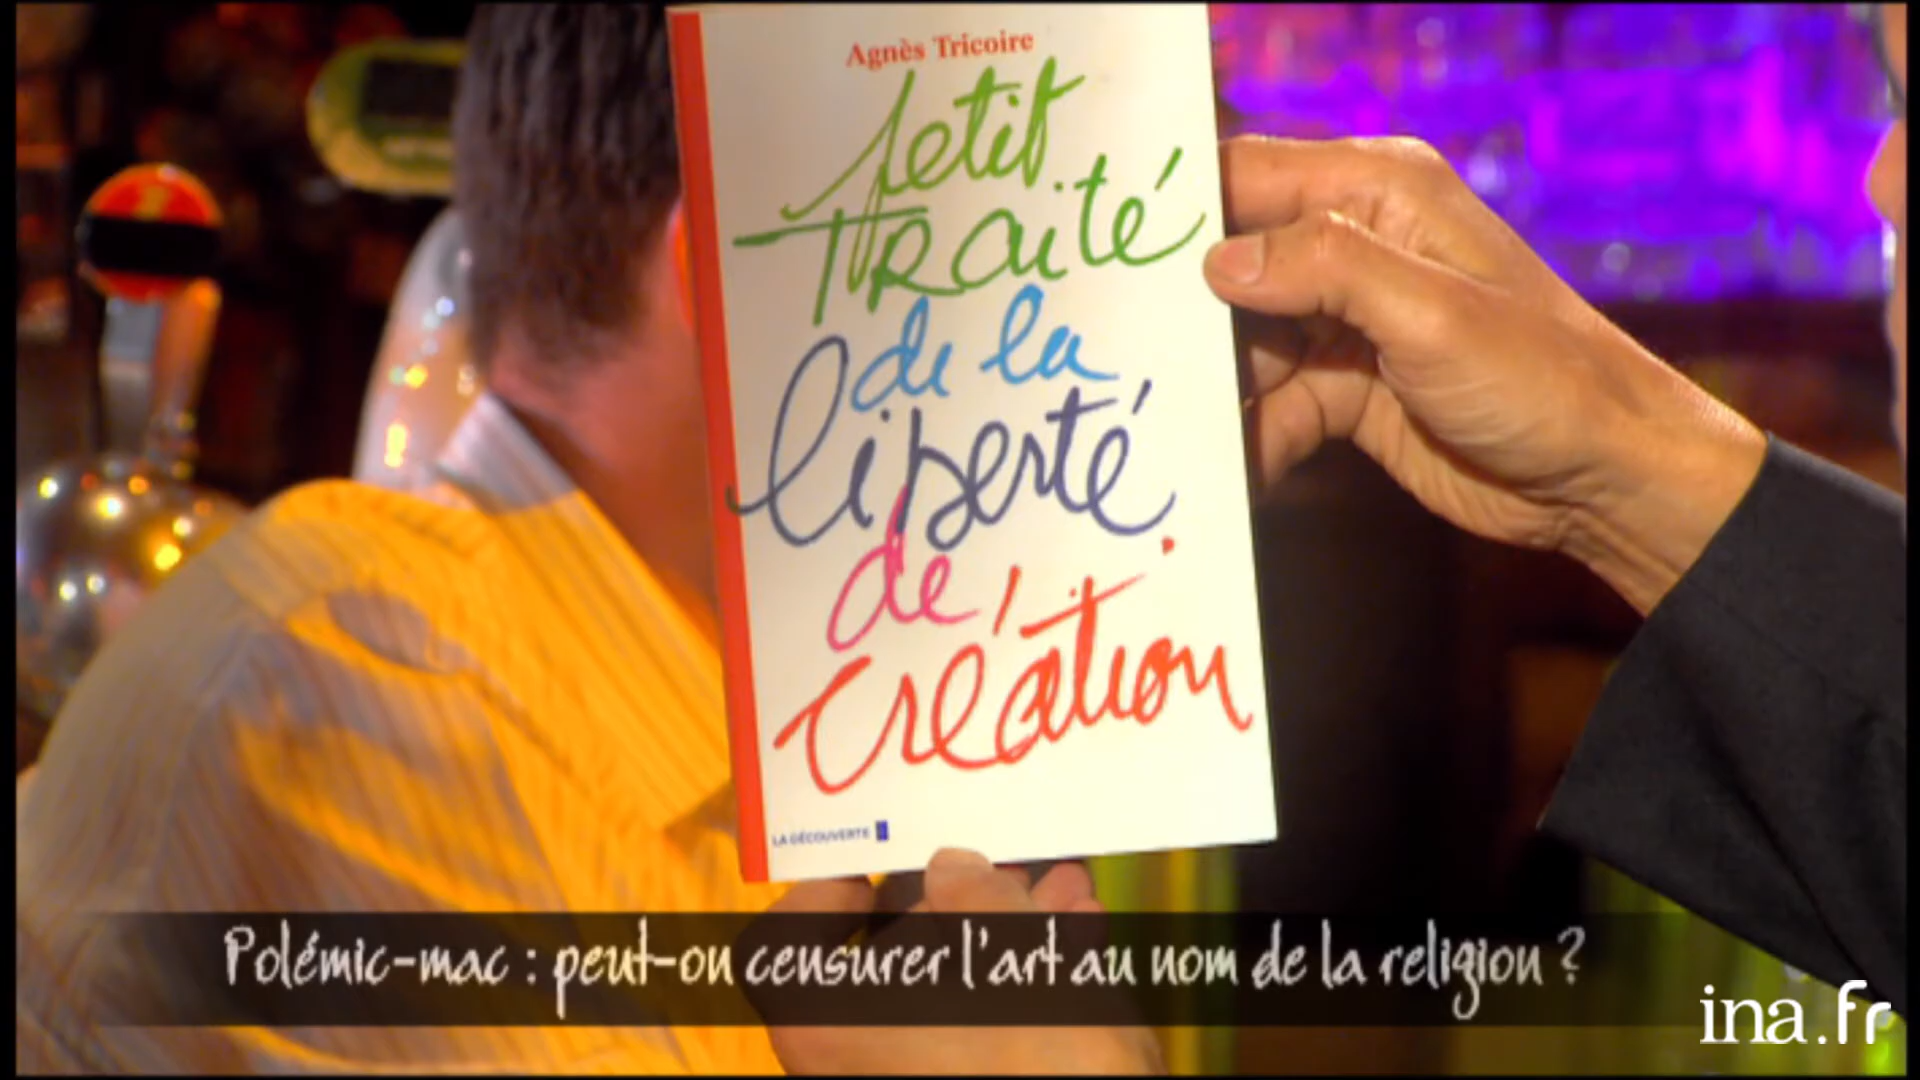 Agnès Tricoire
petit
Traité
de la
liberté
de
création
LA DÉCOUVERTE
Polémic-mac : peut-on censurer l'art au nom de la religion ?
ina.fr